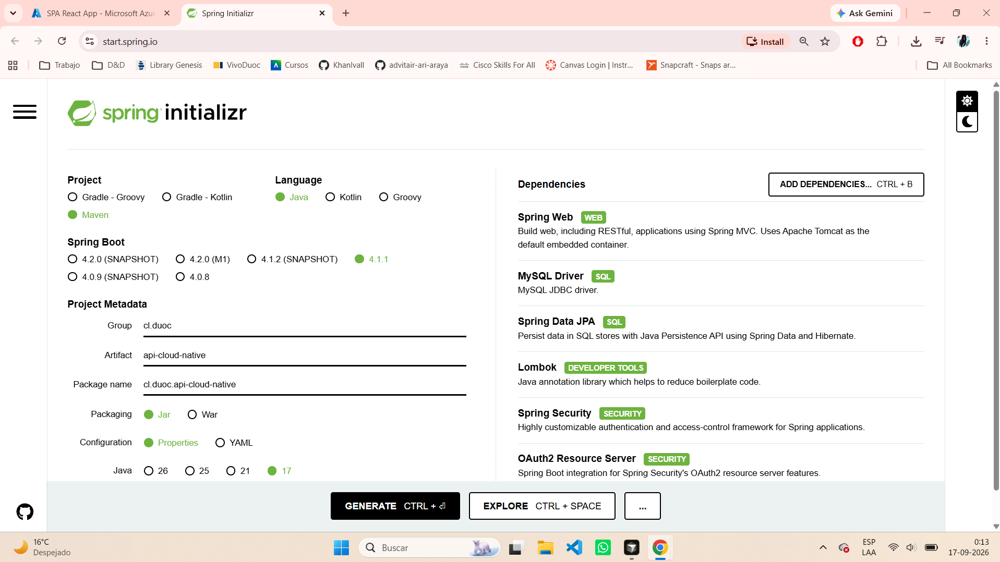 SPA React App - Microsoft Azur
Spring Initializr
Ask Gemini
start.spring.io
Install
Trabajo
D&D
Library Genesis
VivoDuoc
Cursos
KhanIvall
advitair-ari-araya
Cisco Skills For All
Canvas Login | Instr...
Snapcraft - Snaps ar...
All Bookmarks
spring initializr
Project
Gradle - Groovy
Gradle - Kotlin
Maven
Language
Java
Kotlin
Groovy
Spring Boot
4.2.0 (SNAPSHOT)
4.2.0 (M1)
4.1.2 (SNAPSHOT)
4.1.1
4.0.9 (SNAPSHOT)
4.0.8
Project Metadata
Group
cl.duoc
Artifact
api-cloud-native
Package name
cl.duoc.api-cloud-native
Packaging
Jar
War
Configuration
Properties
YAML
Java
26
25
21
17
Dependencies
ADD DEPENDENCIES... CTRL + B
Spring Web WEB
Build web, including RESTful, applications using Spring MVC. Uses Apache Tomcat as the
default embedded container.
MySQL Driver SQL
MySQL JDBC driver.
Spring Data JPA SQL
Persist data in SQL stores with Java Persistence API using Spring Data and Hibernate.
Lombok DEVELOPER TOOLS
Java annotation library which helps to reduce boilerplate code.
Spring Security SECURITY
Highly customizable authentication and access-control framework for Spring applications.
OAuth2 Resource Server SECURITY
Spring Boot integration for Spring Security's OAuth2 resource server features.
GENERATE CTRL + ⏎
EXPLORE CTRL + SPACE
...
16°C
Despejado
Buscar
ESP
LAA
0:13
17-09-2026